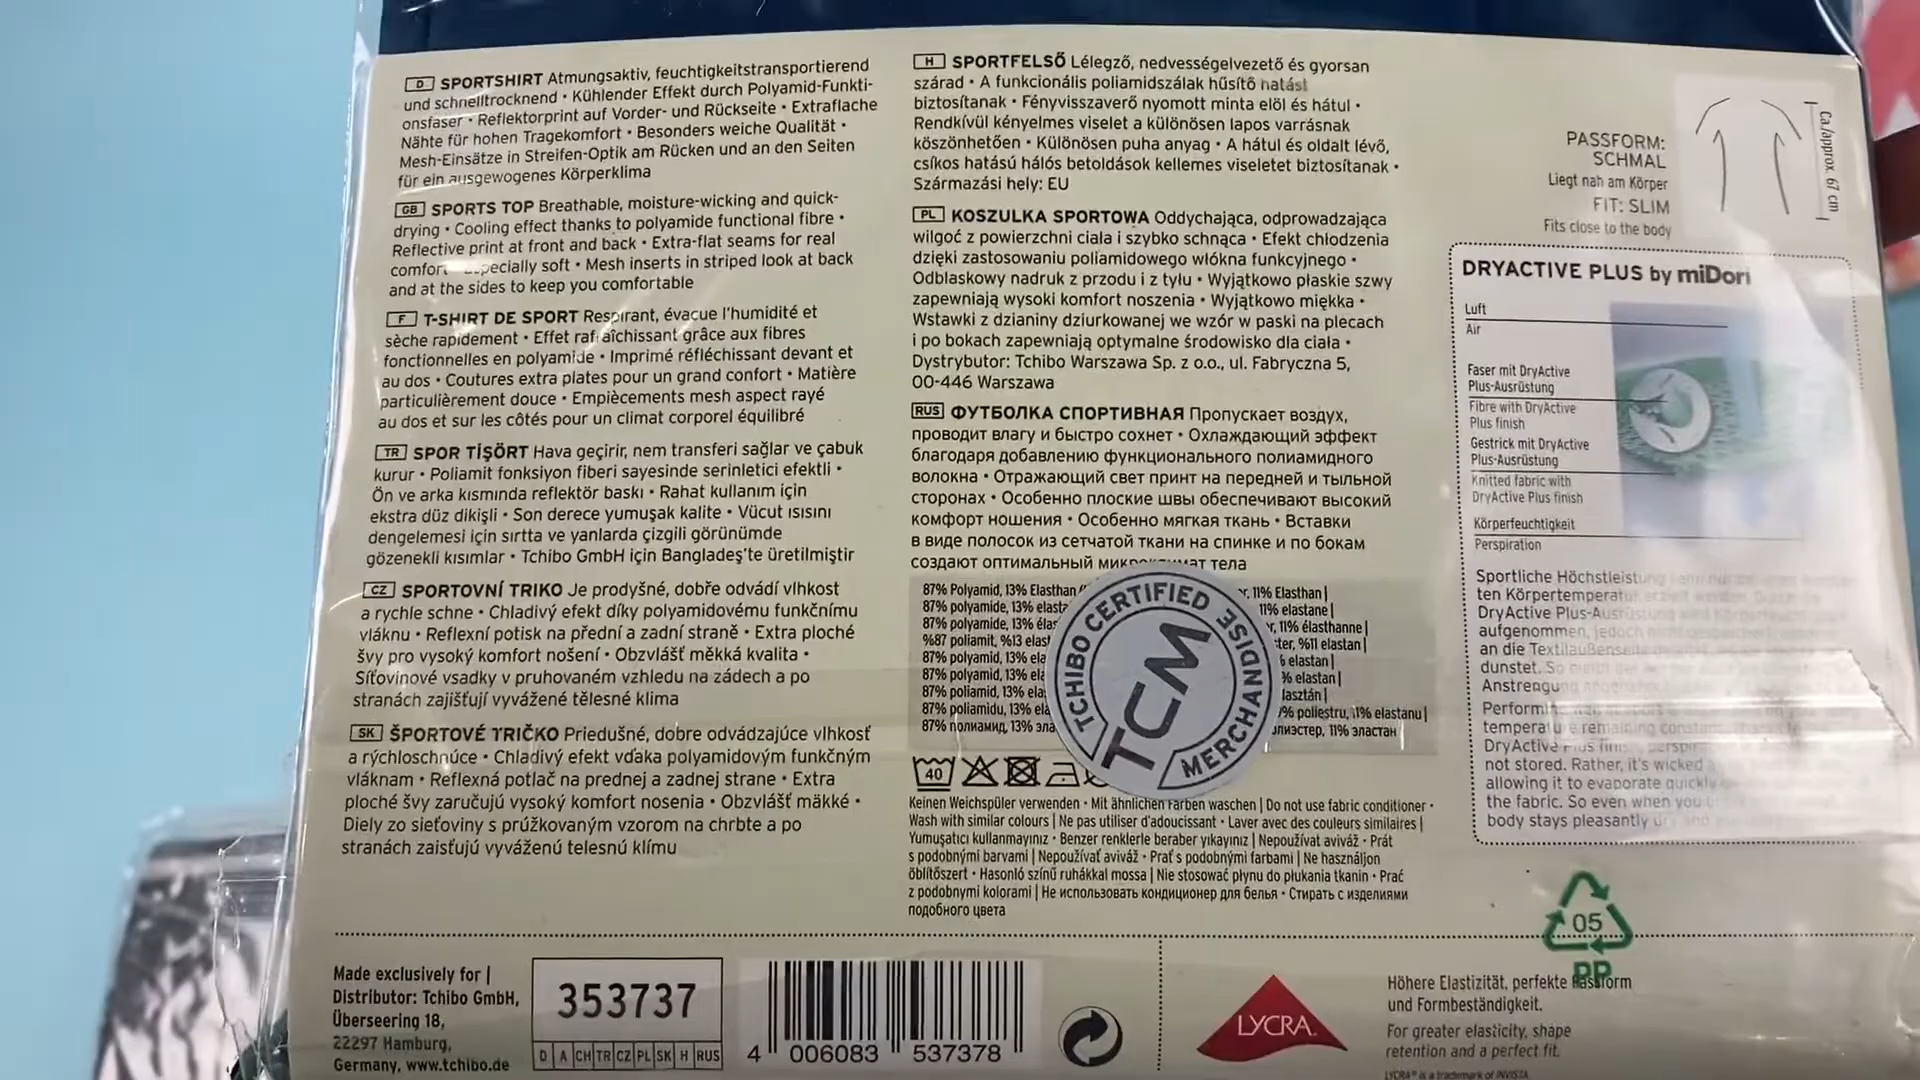 D SPORTSHIRT Atmungsaktiv, feuchtigkeitstransportierend
und schnelltrocknend • Kühlender Effekt durch Polyamid-Funkti-
onsfaser • Reflektorprint auf Vorder- und Rückseite • Extraflache
Nähte für hohen Tragekomfort • Besonders weiche Qualität •
Mesh-Einsätze in Streifen-Optik am Rücken und an den Seiten
für ein ausgewogenes Körperklima
GB SPORTS TOP Breathable, moisture-wicking and quick-
drying • Cooling effect thanks to polyamide functional fibre •
Reflective print at front and back • Extra-flat seams for real
comfort soft • Mesh inserts in striped look at back
and at the sides to keep you comfortable
F T-SHIRT DE SPORT Respirant, évacue l'humidité et
sèche rapidement • Effet rafraîchissant grâce aux fibres
fonctionnelles en polyamide • Imprimé réfléchissant devant et
au dos • Coutures extra plates pour un grand confort • Matière
particulièrement douce • Empiècements mesh aspect rayé
au dos et sur les côtés pour un climat corporel équilibré
TR SPOR TİŞÖRT Hava geçirir, nem transferi sağlar ve çabuk
kurur • Poliamit fonksiyon fiberi sayesinde serinletici efektli •
Ön ve arka kısmında reflektör baskı • Rahat kullanım için
ekstra düz dikişli • Son derece yumuşak kalite • Vücut ısısını
dengelemesi için sırtta ve yanlarda çizgili görünümde
gözenekli kısımlar • Tchibo GmbH için Bangladeş'te üretilmiştir
CZ SPORTOVNÍ TRIKO Je prodyšné, dobře odvádí vlhkost
a rychle schne • Chladivý efekt díky polyamidovému funkčnímu
vláknu • Reflexní potisk na přední a zadní straně • Extra ploché
švy pro vysoký komfort nošení • Obzvlášť měkká kvalita •
Síťovinové vsadky v pruhovaném vzhledu na zádech a po
stranách zajišťují vyvážené tělesné klima
SK ŠPORTOVÉ TRIČKO Priedušné, dobre odvádzajúce vlhkosť
a rýchloschnúce • Chladivý efekt vďaka polyamidovým funkčným
vláknam • Reflexná potlač na prednej a zadnej strane • Extra
ploché švy zaručujú vysoký komfort nosenia • Obzvlášť mäkké •
Diely zo sieťoviny s prúžkovaným vzorom na chrbte a po
stranách zaisťujú vyváženú telesnú klímu
H SPORTFELSŐ Lélegző, nedvességelvezető és gyorsan
szárad • A funkcionális poliamidszálak hűsítő hatást
biztosítanak • Fényvisszaverő nyomott minta elöl és hátul •
Rendkívül kényelmes viselet a különösen lapos varrásnak
köszönhetően • Különösen puha anyag • A hátul és oldalt lévő,
csíkos hatású hálós betoldások kellemes viseletet biztosítanak •
Származási hely: EU
PL KOSZULKA SPORTOWA Oddychająca, odprowadzająca
wilgoć z powierzchni ciała i szybko schnąca • Efekt chłodzenia
dzięki zastosowaniu poliamidowego włókna funkcyjnego •
Odblaskowy nadruk z przodu i z tyłu • Wyjątkowo płaskie szwy
zapewniają wysoki komfort noszenia • Wyjątkowo miękka •
Wstawki z dzianiny dziurkowanej we wzór w paski na plecach
i po bokach zapewniają optymalne środowisko dla ciała •
Dystrybutor: Tchibo Warszawa Sp. z o.o., ul. Fabryczna 5,
00-446 Warszawa
RUS ФУТБОЛКА СПОРТИВНАЯ Пропускает воздух,
проводит влагу и быстро сохнет • Охлаждающий эффект
благодаря добавлению функционального полиамидного
волокна • Отражающий свет принт на передней и тыльной
сторонах • Особенно плоские швы обеспечивают высокий
комфорт ношения • Особенно мягкая ткань • Вставки
в виде полосок из сетчатой ткани на спинке и по бокам
создают оптимальный тела
87% Polyamid, 13% Elasthan 11% Elasthan |
87% polyamide, 13% 11% elastane |
87% polyamide, 13% 11% élasthanne |
%87 poliamit, %13 %11 elastan |
87% polyamid, 13% elastan |
87% polyamid, 13% elastan |
87% poliamid, 13%
87% poliamidu, 13% poliestru, 11% elastanu |
87% полиамид, 13% 11% эластан
TCHIBO CERTIFIED MERCHANDISE
TCM
40
Keinen Weichspüler verwenden • Mit ähnlichen Farben waschen | Do not use fabric conditioner •
Wash with similar colours | Ne pas utiliser d'adoucissant • Laver avec des couleurs similaires |
Yumuşatıcı kullanmayınız • Benzer renklerle beraber yıkayınız | Nepoužívat aviváž • Prát
s podobnými barvami | Nepoužívať aviváž • Prať s podobnými farbami | Ne használjon
öblítőszert • Hasonló színű ruhákkal mossa | Nie stosować płynu do płukania tkanin • Prać
z podobnymi kolorami | Не использовать кондиционер для белья • Стирать с изделиями
подобного цвета
PASSFORM:
SCHMAL
Liegt nah am Körper
FIT: SLIM
Fits close to the body
Ca./approx. 67 cm
DRYACTIVE PLUS by miDori
Luft
Air
Faser mit DryActive
Plus-Ausrüstung
Fibre with DryActive
Plus finish
Gestrick mit DryActive
Plus-Ausrüstung
Knitted fabric with
DryActive Plus finish
Körperfeuchtigkeit
Perspiration
Sportliche Höchstleistung
ten Körpertemperatur
DryActive Plus-Ausrüstung
aufgenommen, jedoch
an die Textilaußenseite
dunstet. So
Anstrengung
temperature remaining
DryActive Plus finish,
not stored. Rather, it's wicked
allowing it to evaporate quickly
the fabric. So even when you
body stays pleasantly
05
PP
Made exclusively for |
Distributor: Tchibo GmbH,
Überseering 18,
22297 Hamburg,
Germany, www.tchibo.de
353737
D A CH TR CZ PL SK H RUS
4 006083 537378
LYCRA.
Höhere Elastizität, perfekte Passform
und Formbeständigkeit.
For greater elasticity, shape
retention and a perfect fit.
LYCRA® is a trademark of INVISTA